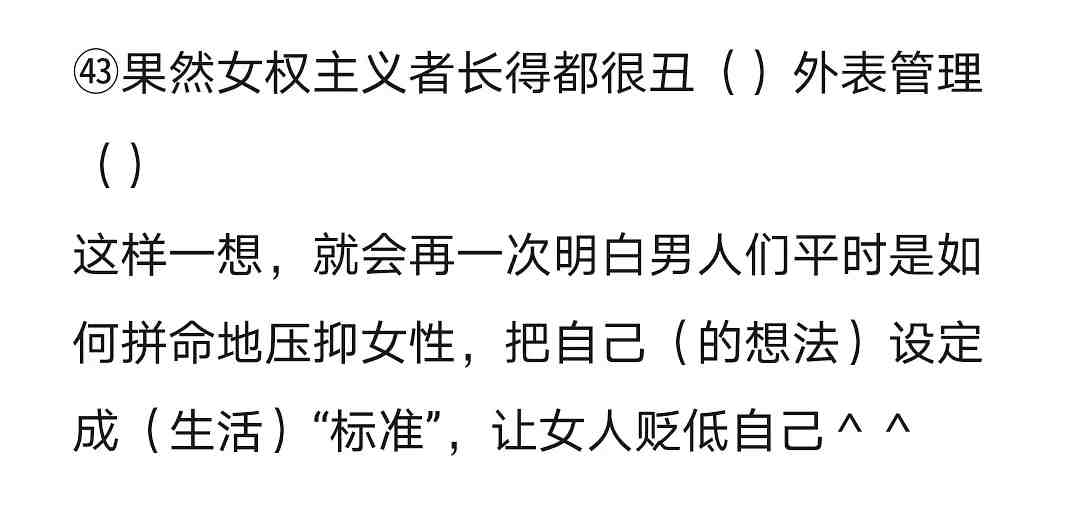 ㊸果然女权主义者长得都很丑（）外表管理
（）
这样一想，就会再一次明白男人们平时是如
何拼命地压抑女性，把自己（的想法）设定
成（生活）“标准”，让女人贬低自己＾＾